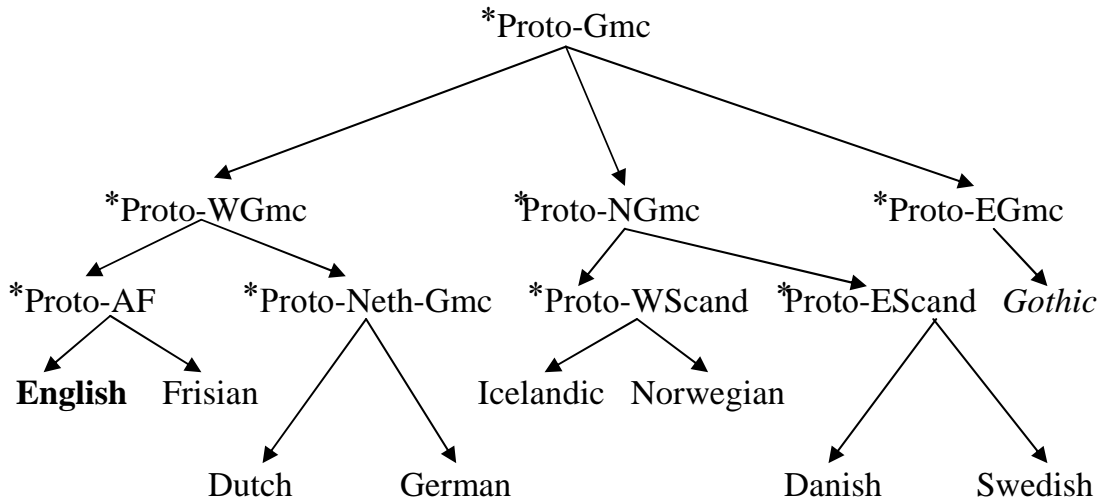 *Proto-Gmc
*Proto-WGmc *Proto-NGmc *Proto-EGmc
*Proto-AF *Proto-Neth-Gmc *Proto-WScand *Proto-EScand Gothic
English Frisian Icelandic Norwegian
Dutch German Danish Swedish